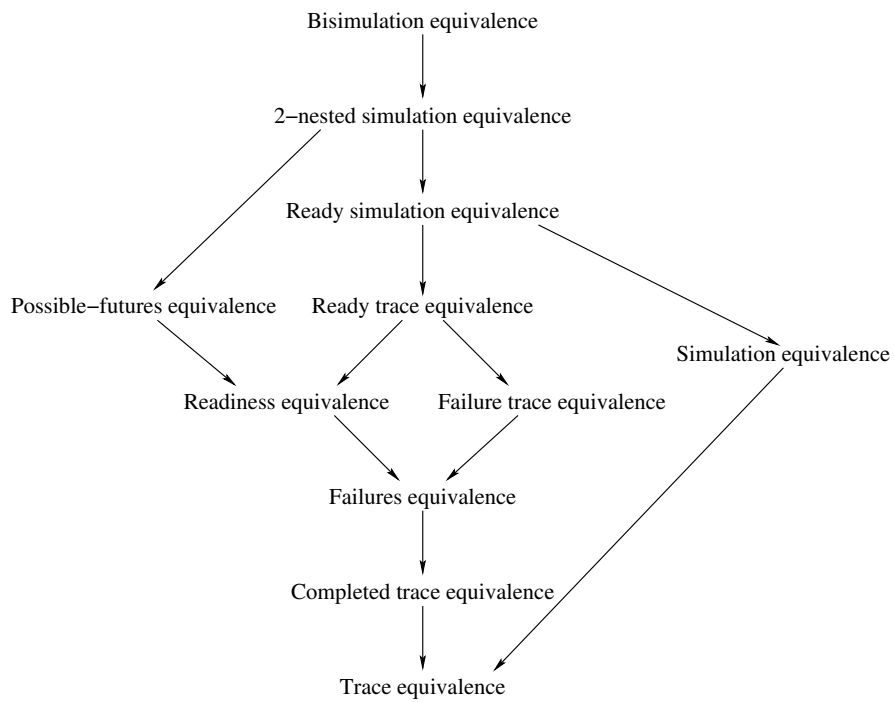 Bisimulation equivalence
2−nested simulation equivalence
Ready simulation equivalence
Possible−futures equivalence
Ready trace equivalence
Simulation equivalence
Readiness equivalence
Failure trace equivalence
Failures equivalence
Completed trace equivalence
Trace equivalence